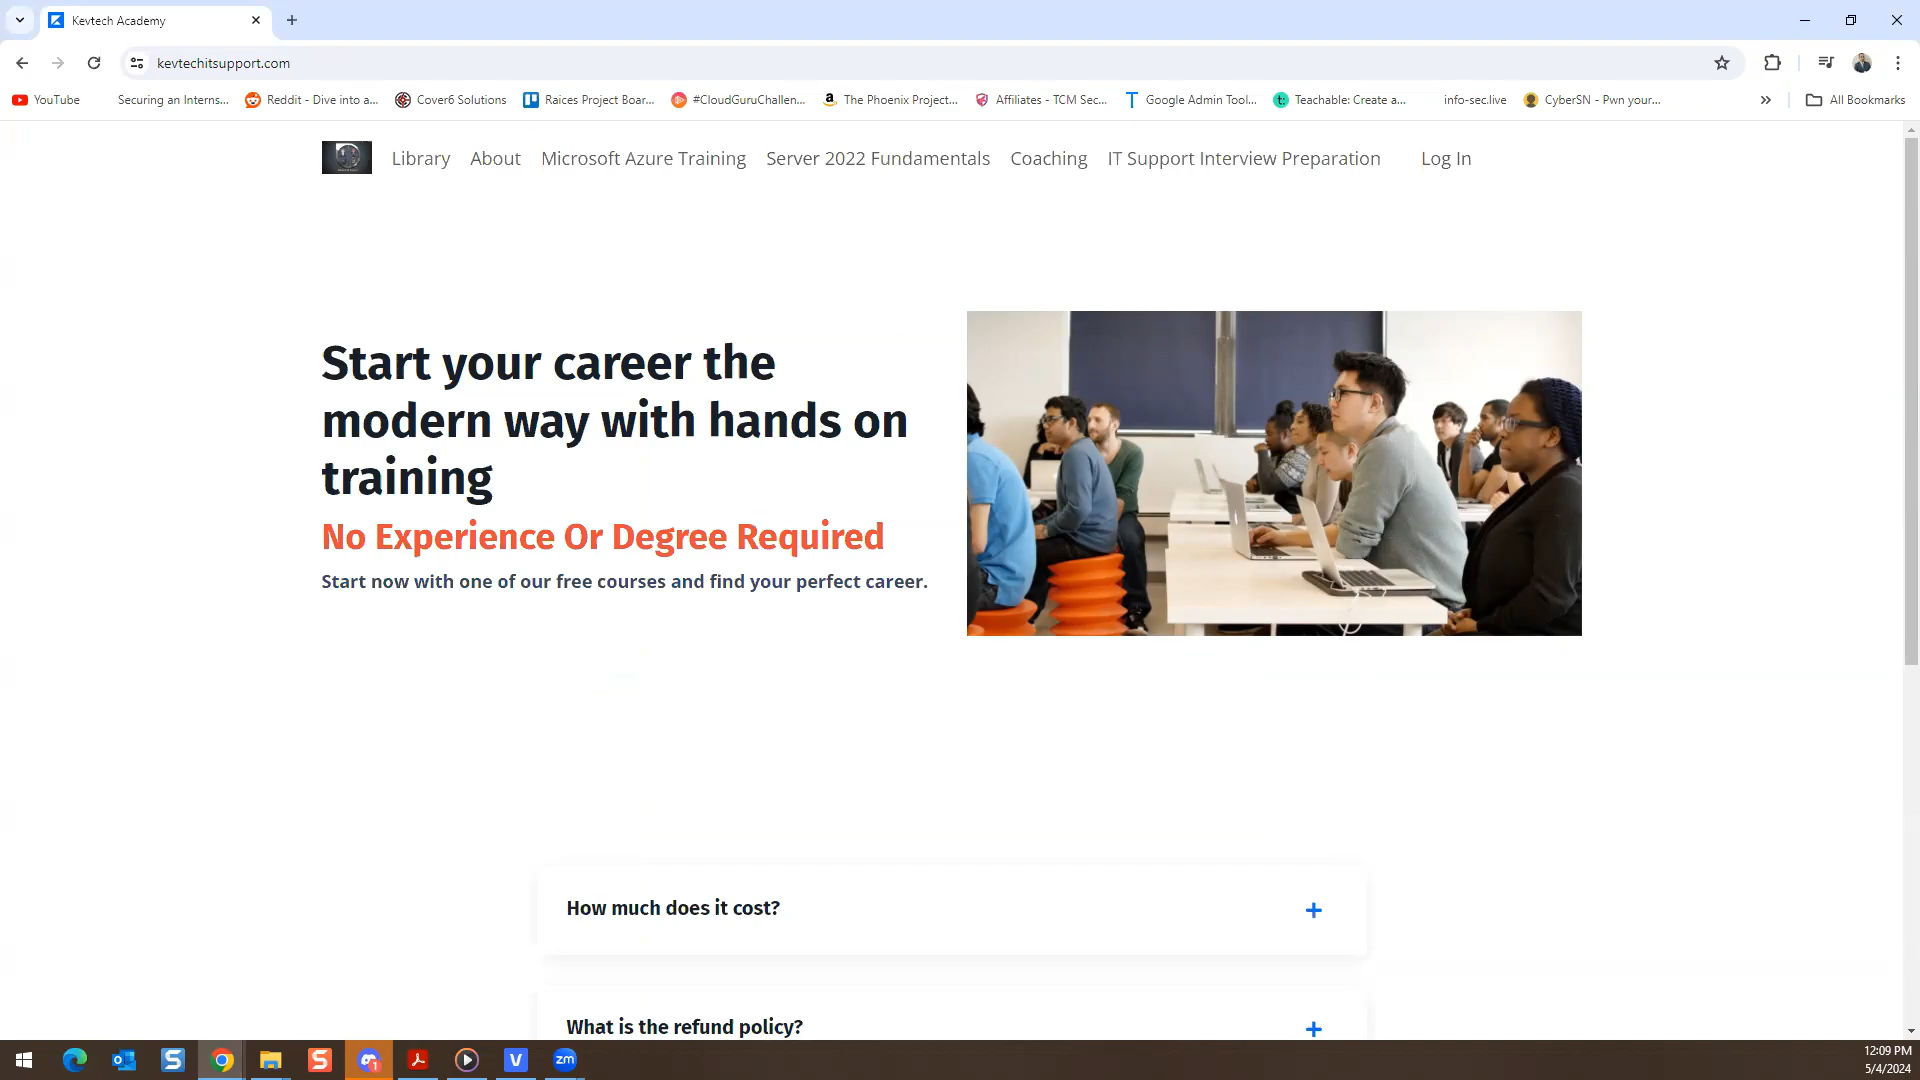 Kevtech Academy
kevtechitsupport.com
YouTube
Securing an Interns...
Reddit - Dive into a...
Cover6 Solutions
Raices Project Boar...
#CloudGuruChallen...
The Phoenix Project...
Affiliates - TCM Sec...
Google Admin Tool...
Teachable: Create a...
info-sec.live
CyberSN - Pwn your...
All Bookmarks
Library
About
Microsoft Azure Training
Server 2022 Fundamentals
Coaching
IT Support Interview Preparation
Log In
Start your career the
modern way with hands on
training
No Experience Or Degree Required
Start now with one of our free courses and find your perfect career.
How much does it cost?
What is the refund policy?
12:09 PM
5/4/2024